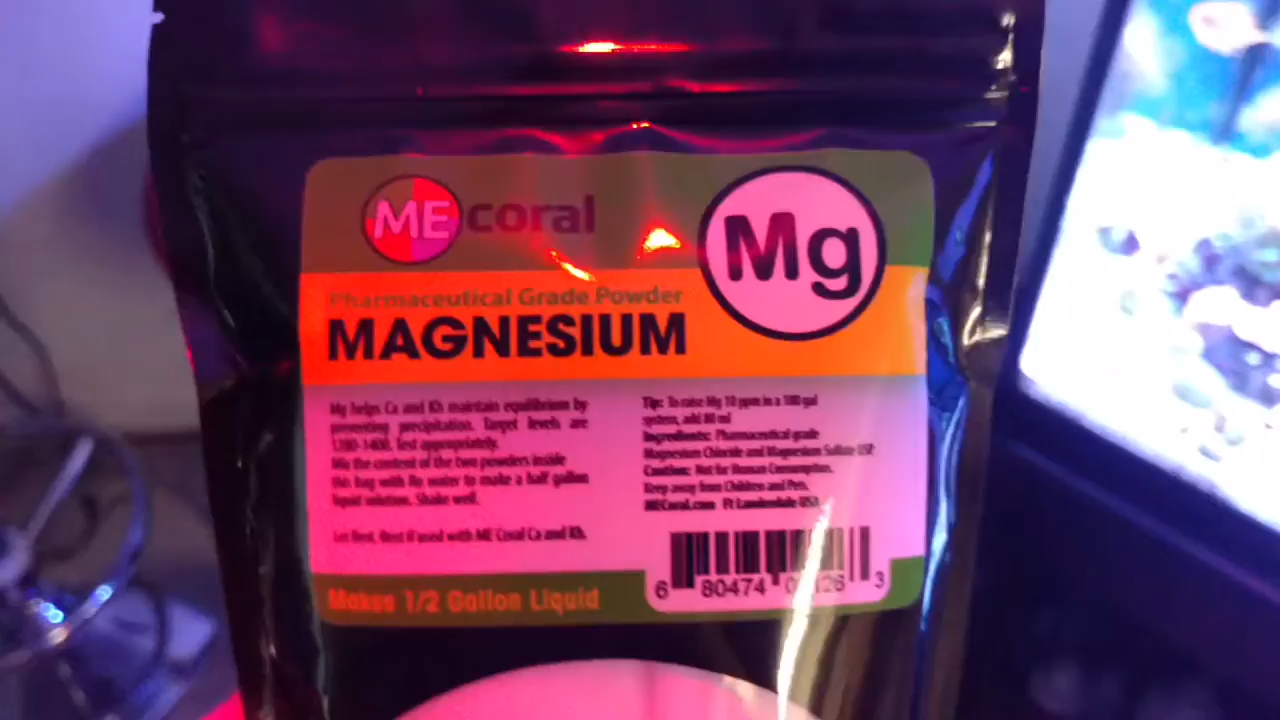 ME coral
Mg
Pharmaceutical Grade Powder
MAGNESIUM
Mg helps Ca and Kh maintain equilibrium by
preventing precipitation. Target levels are
Test appropriately.
Mix the content of the two powders inside
this bag with Ro water to make a half gallon
liquid solution. Shake well.
Let Rest, Best if used with ME Coral Ca and Kh.
Makes 1/2 Gallon Liquid
Tip: To raise Mg 10 ppm in a 100 gal
system, add 80 ml
Ingredients: Pharmaceutical grade
Magnesium Chloride and Magnesium Sulfate USP.
Caution: Not for Human Consumption.
Keep away from Children and Pets.
MECoral.com Ft Lauderdale USA
6 80474 3